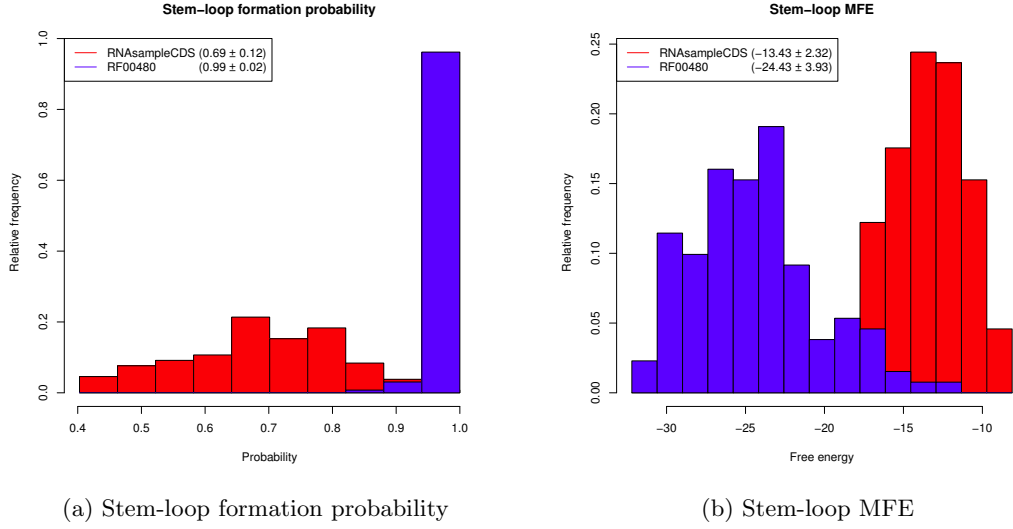 Stem−loop formation probability
RNAsampleCDS (0.69 ± 0.12)
RF00480 (0.99 ± 0.02)
Relative frequency
0.0 0.2 0.4 0.6 0.8 1.0
0.4 0.5 0.6 0.7 0.8 0.9 1.0
Probability
(a) Stem-loop formation probability
Stem−loop MFE
RNAsampleCDS (−13.43 ± 2.32)
RF00480 (−24.43 ± 3.93)
Relative frequency
0.00 0.05 0.10 0.15 0.20 0.25
−30 −25 −20 −15 −10
Free energy
(b) Stem-loop MFE